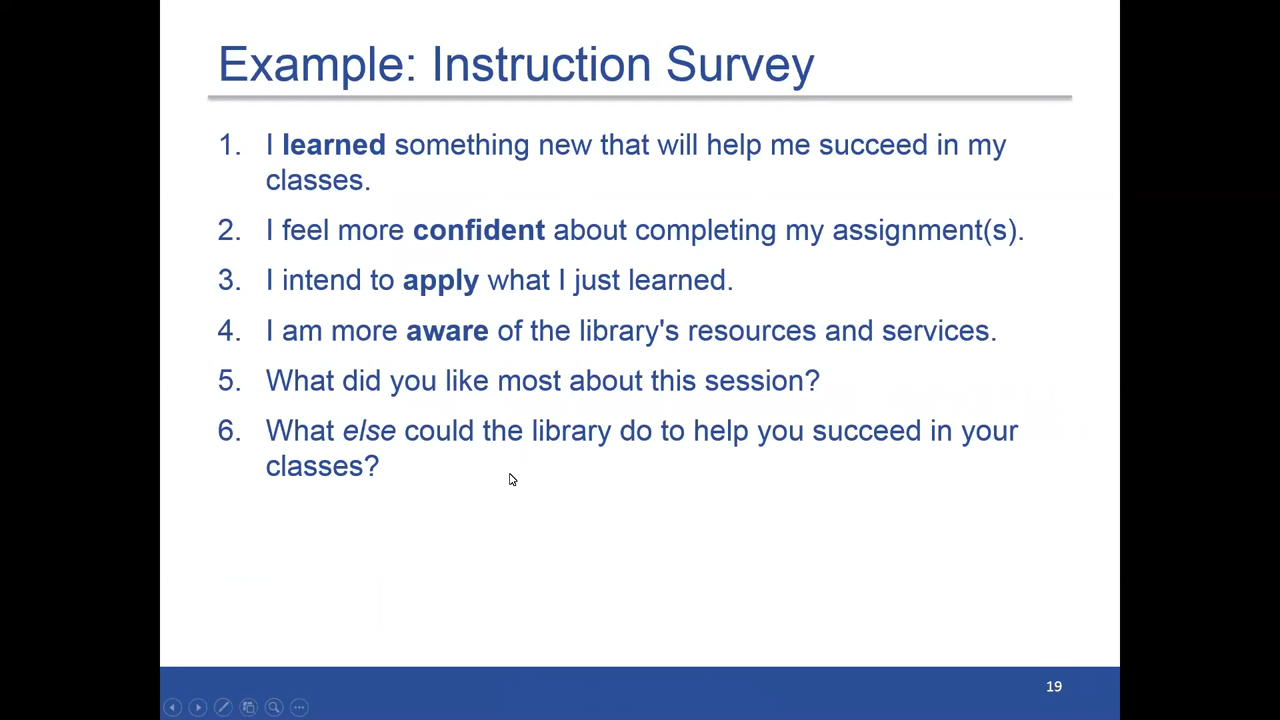 Example: Instruction Survey
1. I learned something new that will help me succeed in my
classes.
2. I feel more confident about completing my assignment(s).
3. I intend to apply what I just learned.
4. I am more aware of the library's resources and services.
5. What did you like most about this session?
6. What else could the library do to help you succeed in your
classes?
19